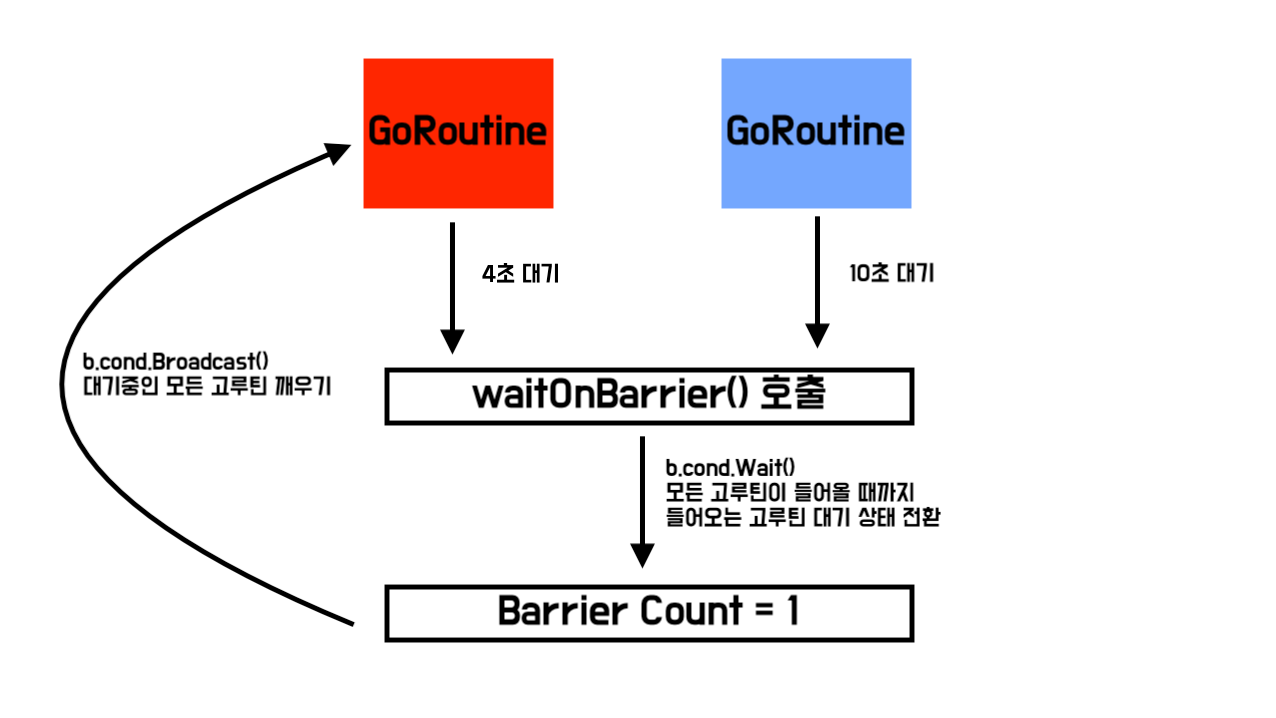 GoRoutine
GoRoutine
4초 대기
10초 대기
b.cond.Broadcast()
대기중인 모든 고루틴 깨우기
waitOnBarrier() 호출
b.cond.Wait()
모든 고루틴이 들어올 때까지
들어오는 고루틴 대기 상태 전환
Barrier Count = 1